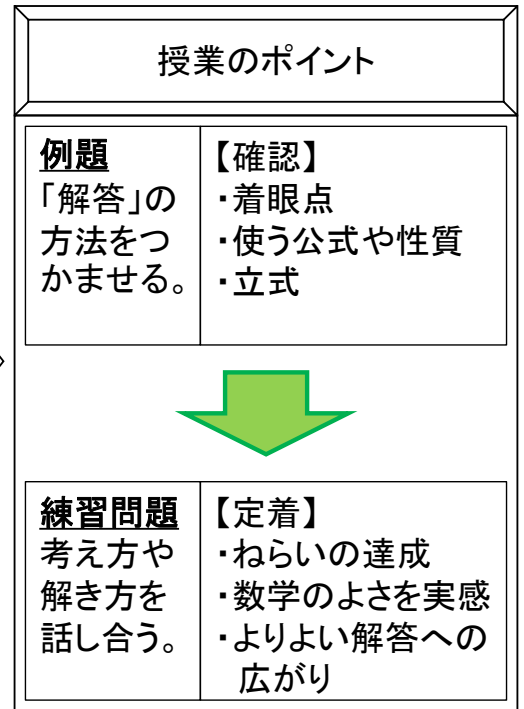 授業のポイント
例題
「解答」の
方法をつ
かませる。
【確認】
・着眼点
・使う公式や性質
・立式
練習問題
考え方や
解き方を
話し合う。
【定着】
・ねらいの達成
・数学のよさを実感
・よりよい解答への
広がり